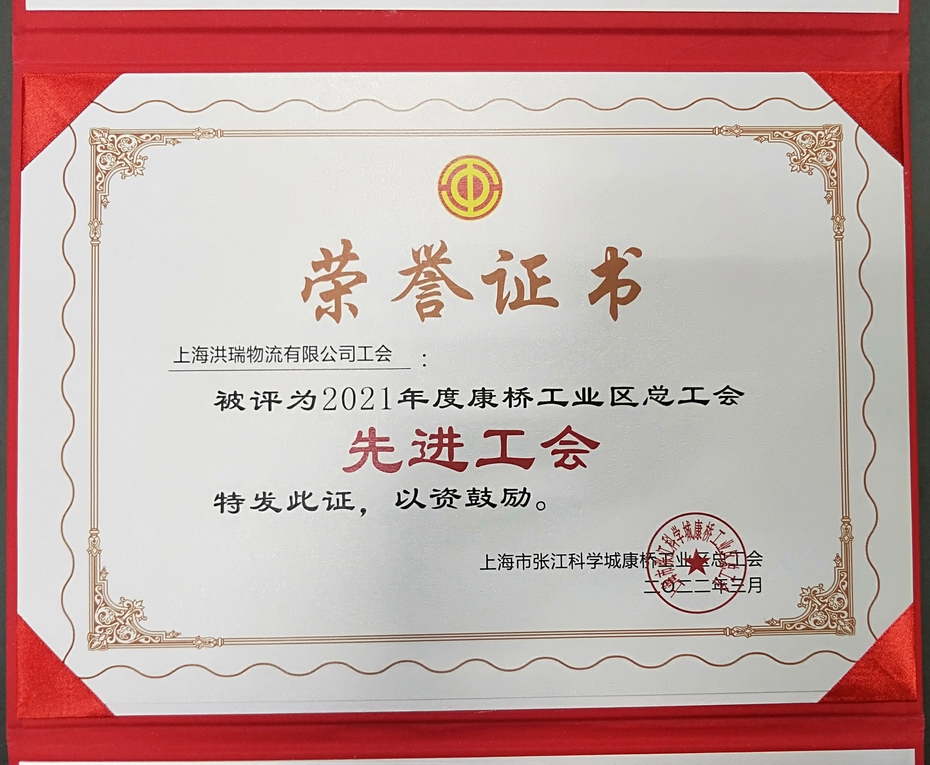 荣誉证书
上海洪瑞物流有限公司工会：
被评为2021年度康桥工业区总工会
先进工会
特发此证，以资鼓励。
上海市张江科学城康桥工业区总工会
二〇二二年三月